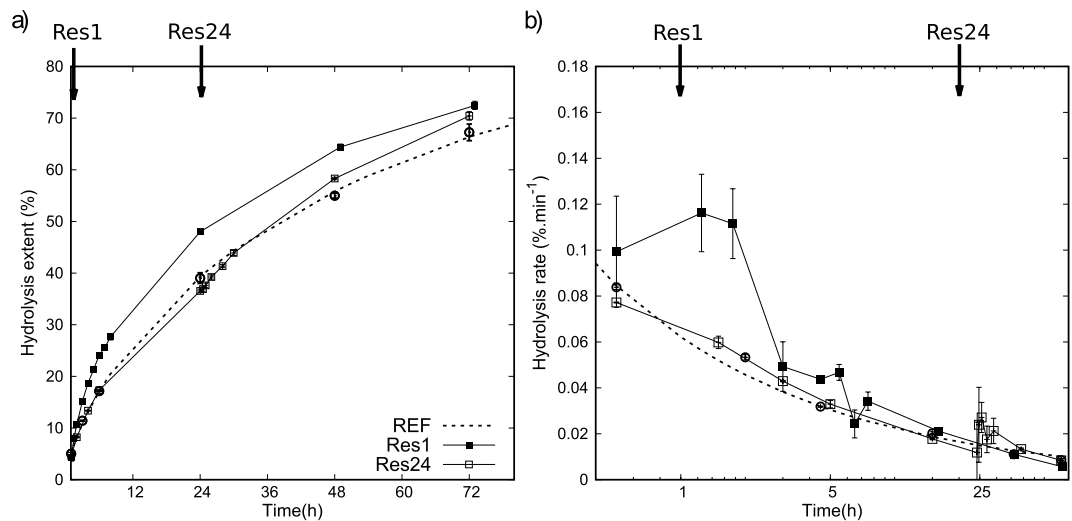 a)
Res1
Res24
80
70
60
50
40
30
20
10
0
Hydrolysis extent (%)
12
24
36
48
60
72
Time(h)
REF
Res1
Res24
b)
Res1
Res24
0.18
0.16
0.14
0.12
0.1
0.08
0.06
0.04
0.02
0
Hydrolysis rate (%.min⁻¹)
1
5
25
Time(h)